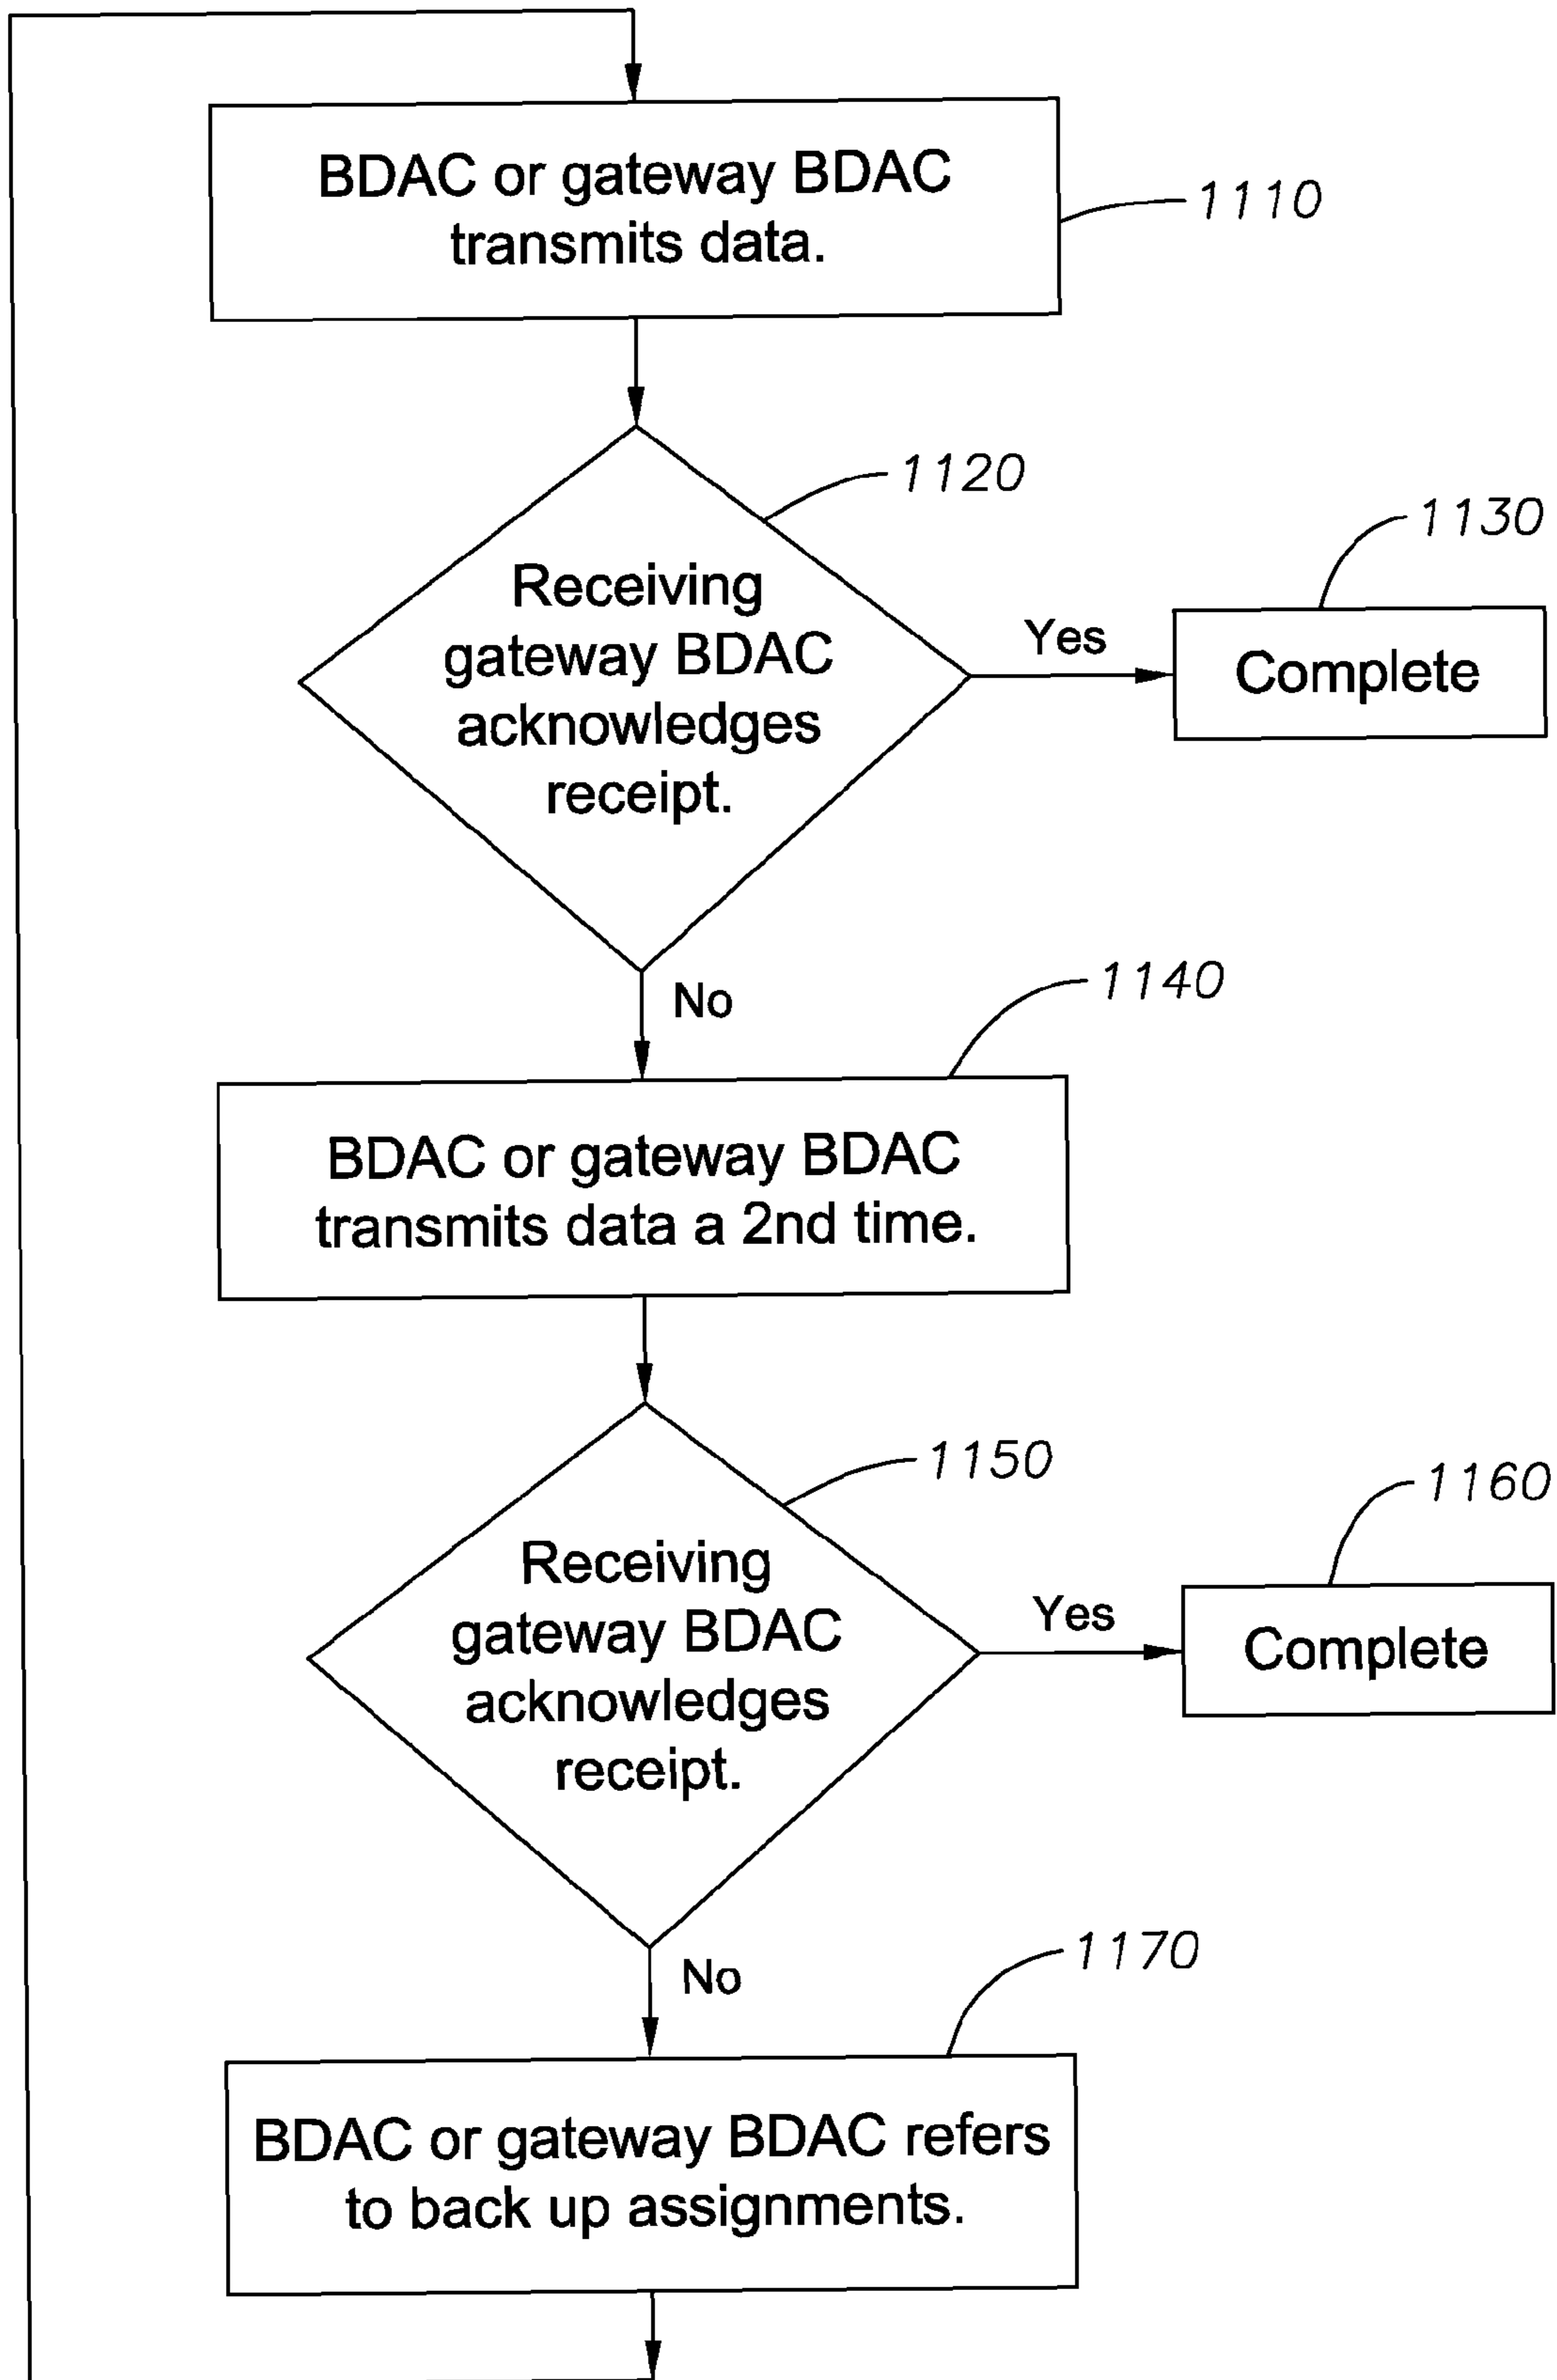 BDAC or gateway BDAC
transmits data.
1110
1120
Receiving
gateway BDAC
acknowledges
receipt.
Yes
1130
Complete
No
1140
BDAC or gateway BDAC
transmits data a 2nd time.
1150
Receiving
gateway BDAC
acknowledges
receipt.
Yes
1160
Complete
No
1170
BDAC or gateway BDAC refers
to back up assignments.